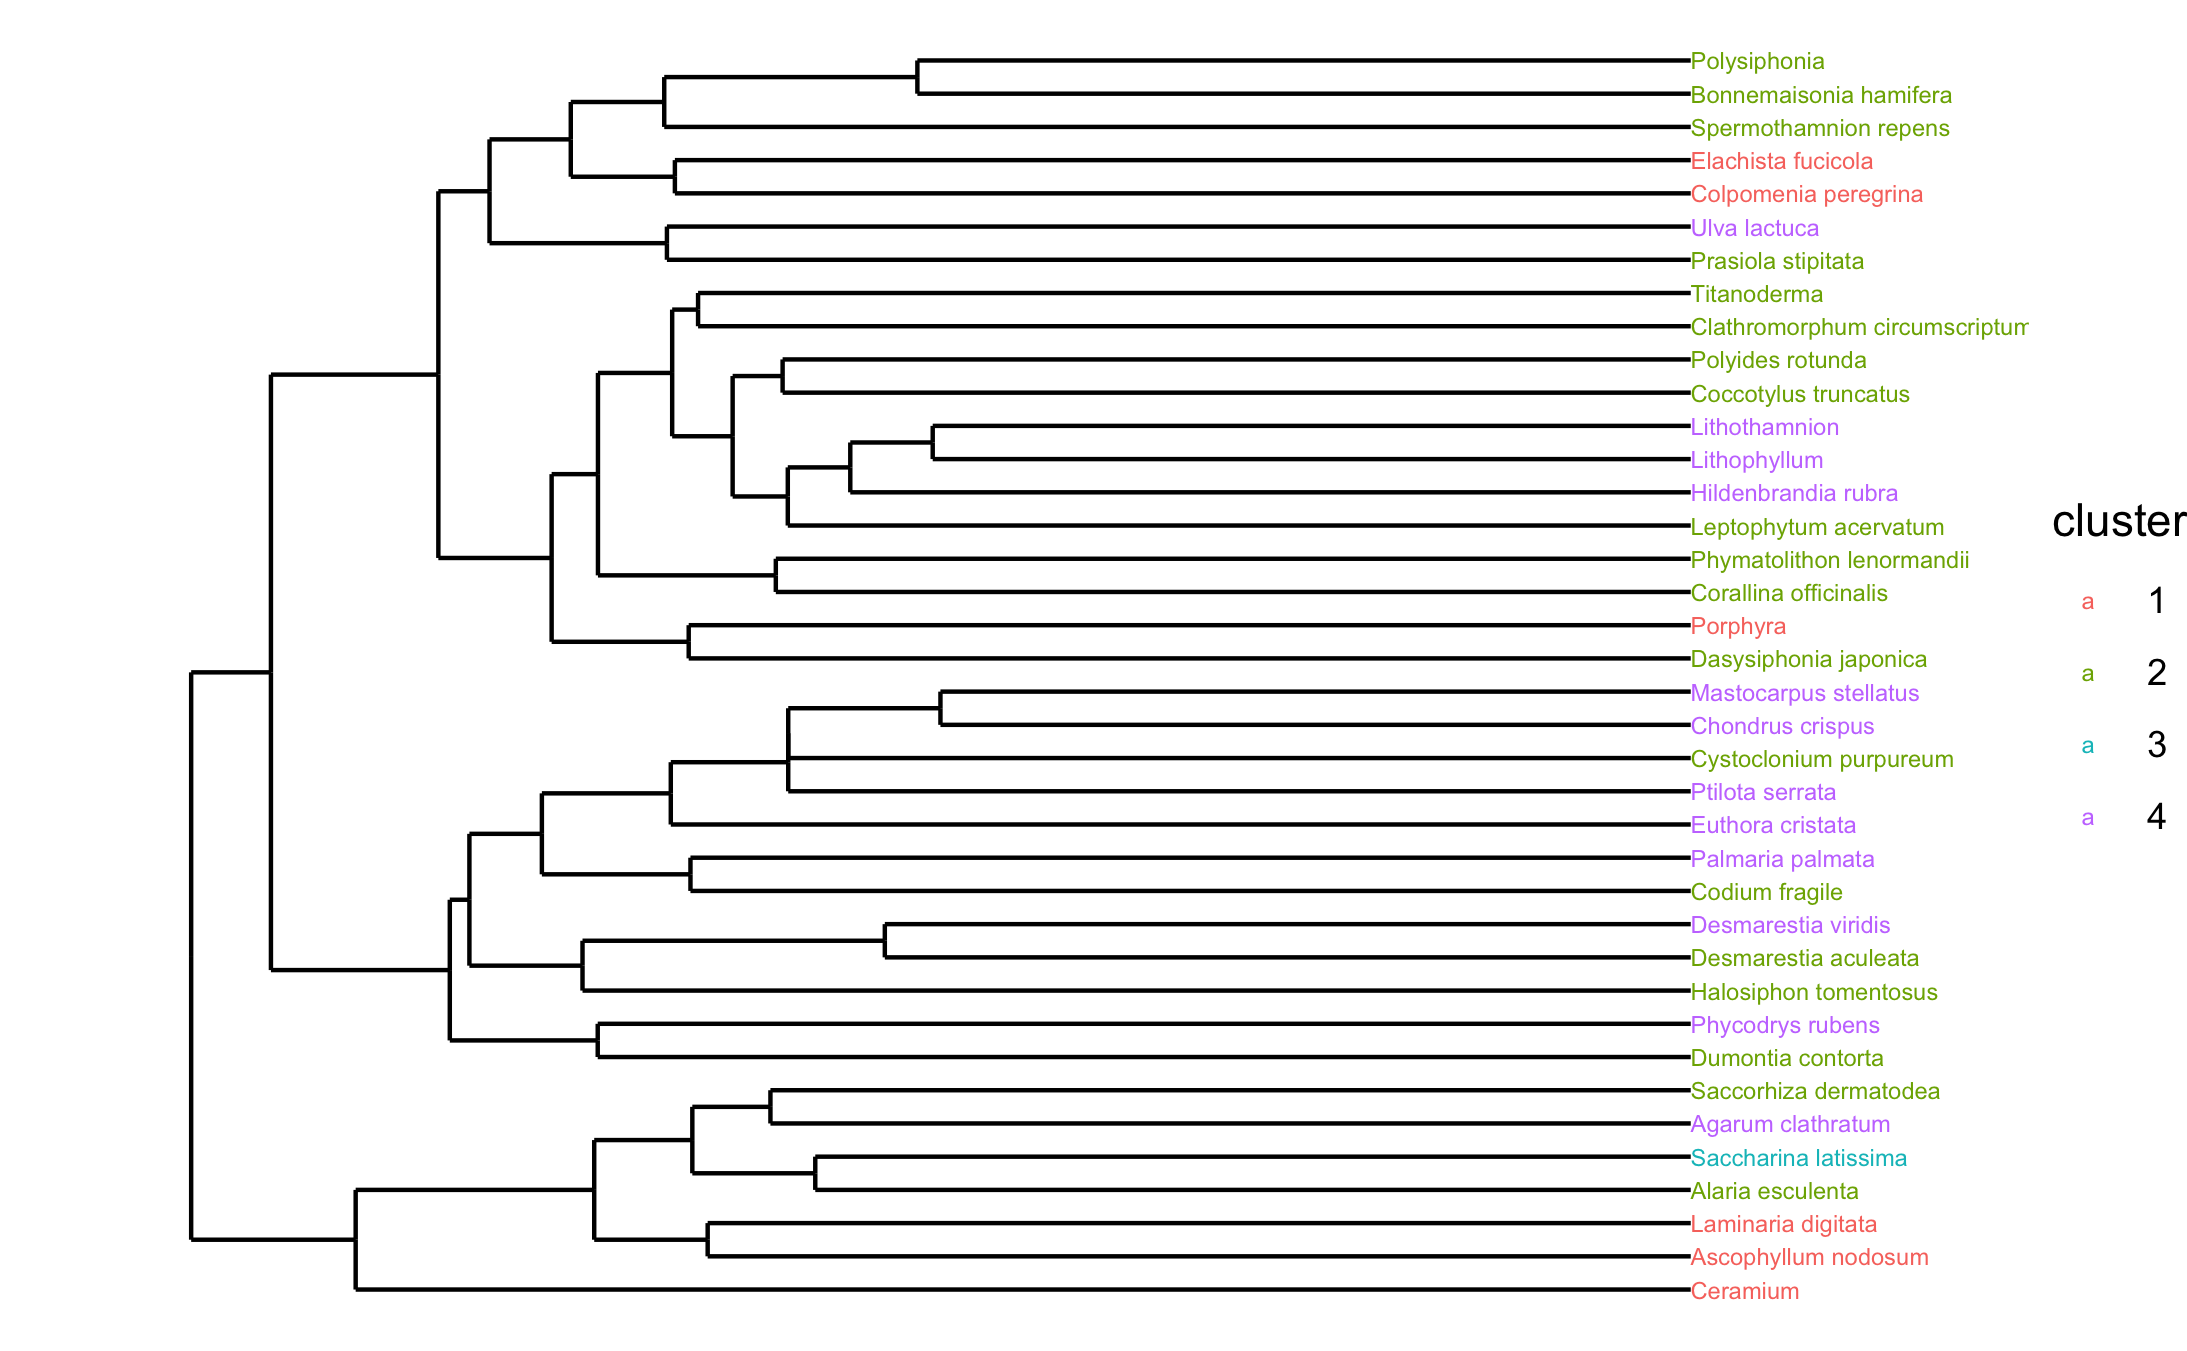 Polysiphonia
Bonnemaisonia hamifera
Spermothamnion repens
Elachista fucicola
Colpomenia peregrina
Ulva lactuca
Prasiola stipitata
Titanoderma
Clathromorphum circumscriptum
Polyides rotunda
Coccotylus truncatus
Lithothamnion
Lithophyllum
Hildenbrandia rubra
Leptophytum acervatum
Phymatolithon lenormandii
Corallina officinalis
Porphyra
Dasysiphonia japonica
Mastocarpus stellatus
Chondrus crispus
Cystoclonium purpureum
Ptilota serrata
Euthora cristata
Palmaria palmata
Codium fragile
Desmarestia viridis
Desmarestia aculeata
Halosiphon tomentosus
Phycodrys rubens
Dumontia contorta
Saccorhiza dermatodea
Agarum clathratum
Saccharina latissima
Alaria esculenta
Laminaria digitata
Ascophyllum nodosum
Ceramium
cluster
a 1
a 2
a 3
a 4